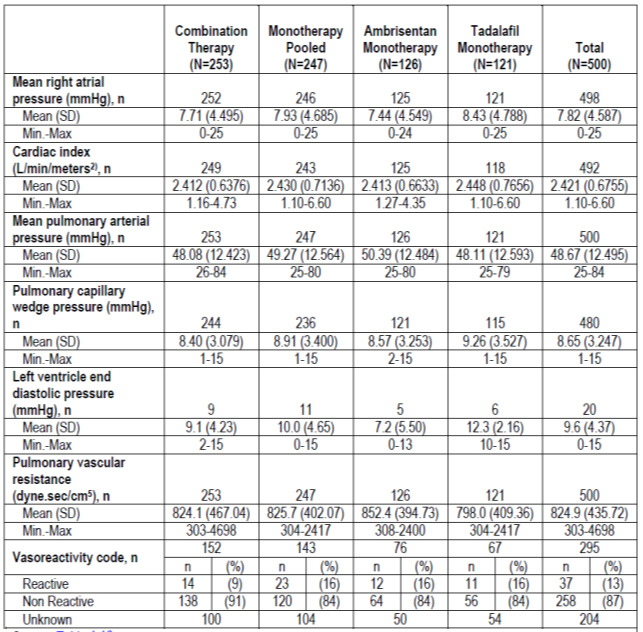 Combination Therapy (N=253) Monotherapy Pooled (N=247) Ambrisentan Monotherapy (N=126) Tadalafil Monotherapy (N=121) Total (N=500)
Mean right atrial
pressure (mmHg), n 252 246 125 121 498
Mean (SD) 7.71 (4.495) 7.93 (4.685) 7.44 (4.549) 8.43 (4.788) 7.82 (4.587)
Min.-Max 0-25 0-25 0-24 0-25 0-25
Cardiac index
(L/min/meters²⁾, n 249 243 125 118 492
Mean (SD) 2.412 (0.6376) 2.430 (0.7136) 2.413 (0.6633) 2.448 (0.7656) 2.421 (0.6755)
Min.-Max 1.16-4.73 1.10-6.60 1.27-4.35 1.10-6.60 1.10-6.60
Mean pulmonary arterial
pressure (mmHg), n 253 247 126 121 500
Mean (SD) 48.08 (12.423) 49.27 (12.564) 50.39 (12.484) 48.11 (12.593) 48.67 (12.495)
Min.-Max 26-84 25-80 25-80 25-79 25-84
Pulmonary capillary
wedge pressure (mmHg),
n 244 236 121 115 480
Mean (SD) 8.40 (3.079) 8.91 (3.400) 8.57 (3.253) 9.26 (3.527) 8.65 (3.247)
Min.-Max 1-15 1-15 2-15 1-15 1-15
Left ventricle end
diastolic pressure
(mmHg), n 9 11 5 6 20
Mean (SD) 9.1 (4.23) 10.0 (4.65) 7.2 (5.50) 12.3 (2.16) 9.6 (4.37)
Min.-Max 2-15 0-15 0-13 10-15 0-15
Pulmonary vascular
resistance
(dyne.sec/cm⁵), n 253 247 126 121 500
Mean (SD) 824.1 (467.04) 825.7 (402.07) 852.4 (394.73) 798.0 (409.36) 824.9 (435.72)
Min.-Max 303-4698 304-2417 308-2400 304-2417 303-4698
Vasoreactivity code, n 152 143 76 67 295
n (%) n (%) n (%) n (%) n (%)
Reactive 14 (9) 23 (16) 12 (16) 11 (16) 37 (13)
Non Reactive 138 (91) 120 (84) 64 (84) 56 (84) 258 (87)
Unknown 100 104 50 54 204